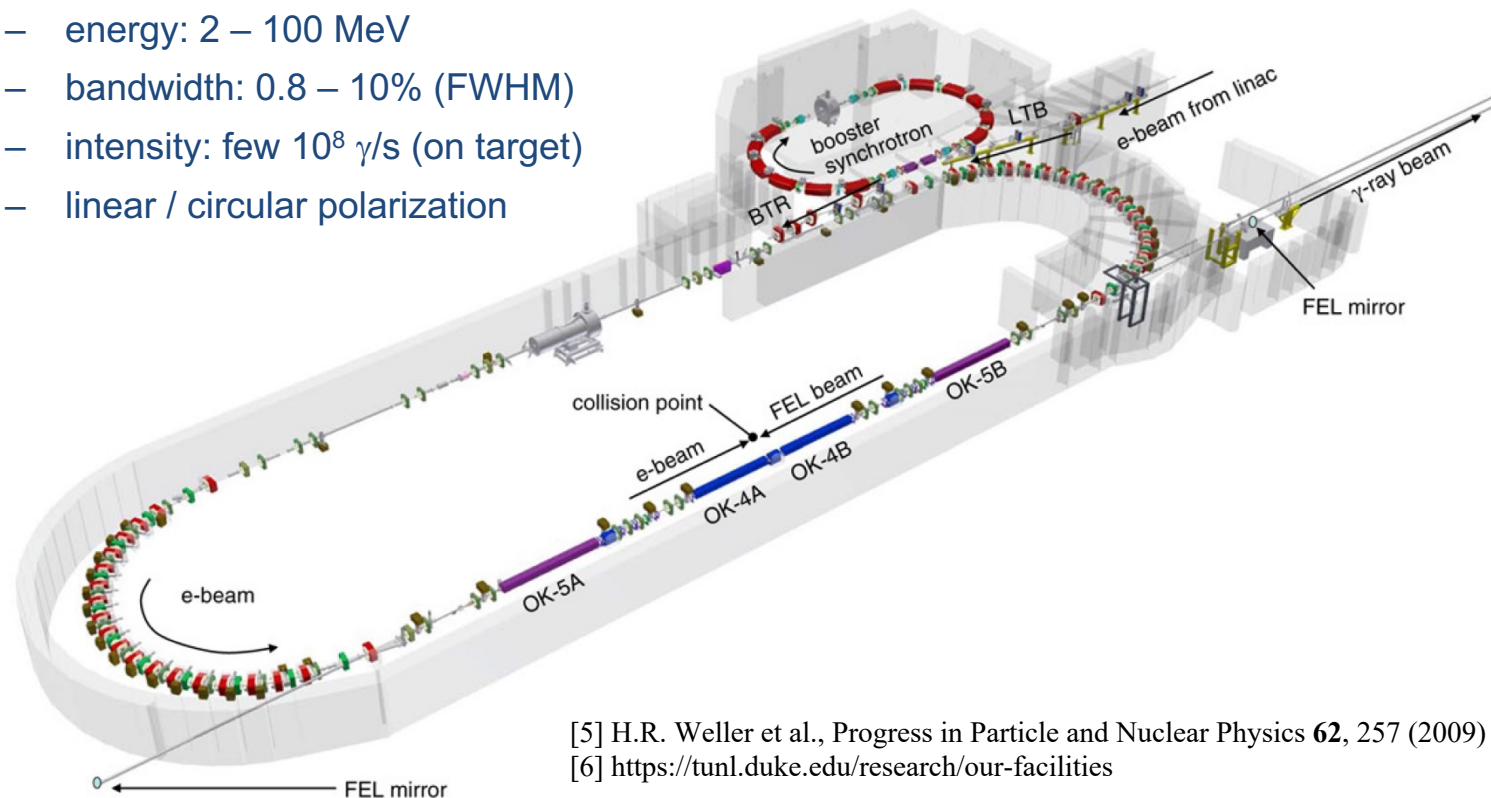 – energy: 2 – 100 MeV
– bandwidth: 0.8 – 10% (FWHM)
– intensity: few 10⁸ γ/s (on target)
– linear / circular polarization
booster
synchrotron
LTB
e-beam from linac
BTR
γ-ray beam
FEL mirror
collision point
FEL beam
e-beam
OK-5B
OK-4B
OK-4A
OK-5A
e-beam
FEL mirror
[5] H.R. Weller et al., Progress in Particle and Nuclear Physics 62, 257 (2009)
[6] https://tunl.duke.edu/research/our-facilities